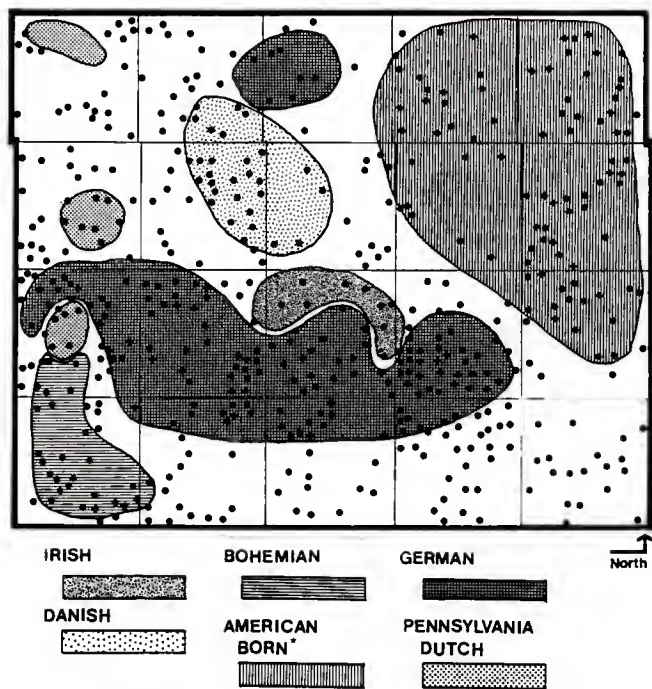 North
IRISH
BOHEMIAN
GERMAN
DANISH
AMERICAN
BORN*
PENNSYLVANIA
DUTCH